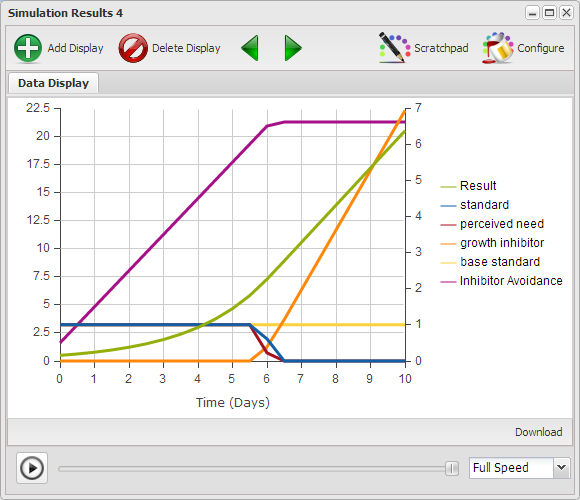 Simulation Results 4
Add Display Delete Display Scratchpad Configure
Data Display
22.5 7
20 6
17.5
15 5
12.5 4
10 3
7.5
5 2
2.5 1
0 0
0 1 2 3 4 5 6 7 8 9 10
Time (Days)
Result
standard
perceived need
growth inhibitor
base standard
Inhibitor Avoidance
Download
Full Speed